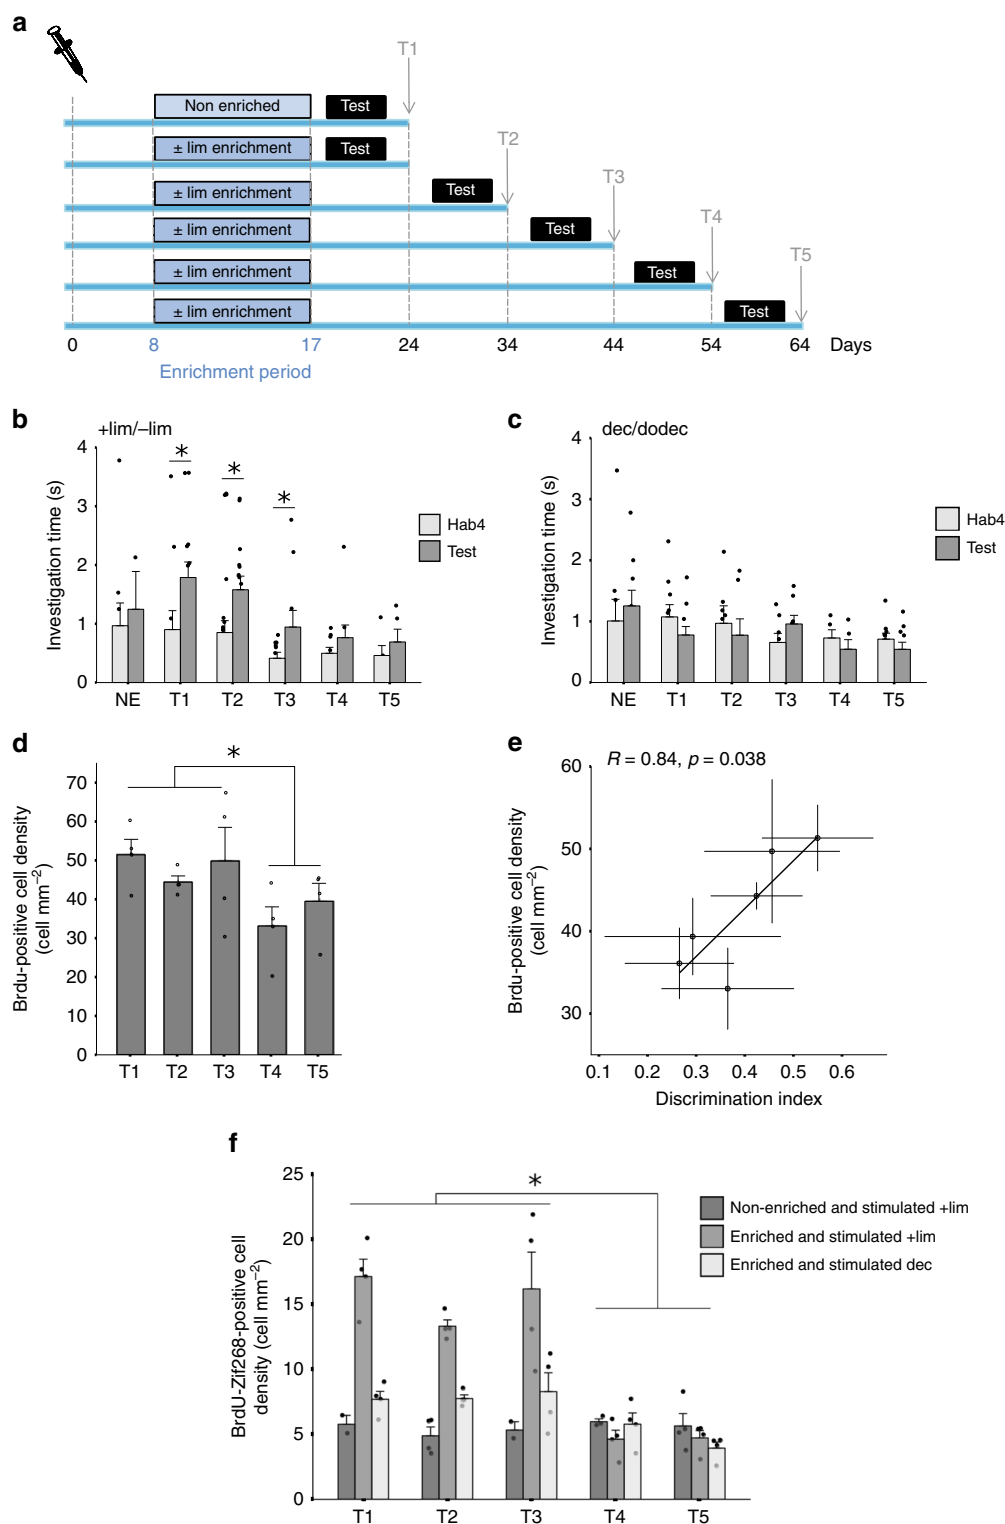 a
T1
Non enriched
Test
± lim enrichment
Test
T2
± lim enrichment
Test
T3
± lim enrichment
Test
T4
± lim enrichment
Test
T5
± lim enrichment
Test
0 8 17 24 34 44 54 64 Days
Enrichment period
b
+lim/–lim
Investigation time (s)
4
3
2
1
0
* * *
NE T1 T2 T3 T4 T5
Hab4
Test
c
dec/dodec
Investigation time (s)
4
3
2
1
0
NE T1 T2 T3 T4 T5
Hab4
Test
d
Brdu-positive cell density
(cell mm⁻²)
70
60
50
40
30
20
10
0
*
T1 T2 T3 T4 T5
e
R = 0.84, p = 0.038
Brdu-positive cell density
(cell mm⁻²)
60
50
40
30
0.1 0.2 0.3 0.4 0.5 0.6
Discrimination index
f
BrdU-Zif268-positive cell
density (cell mm⁻²)
25
20
15
10
5
0
*
T1 T2 T3 T4 T5
Non-enriched and stimulated +lim
Enriched and stimulated +lim
Enriched and stimulated dec